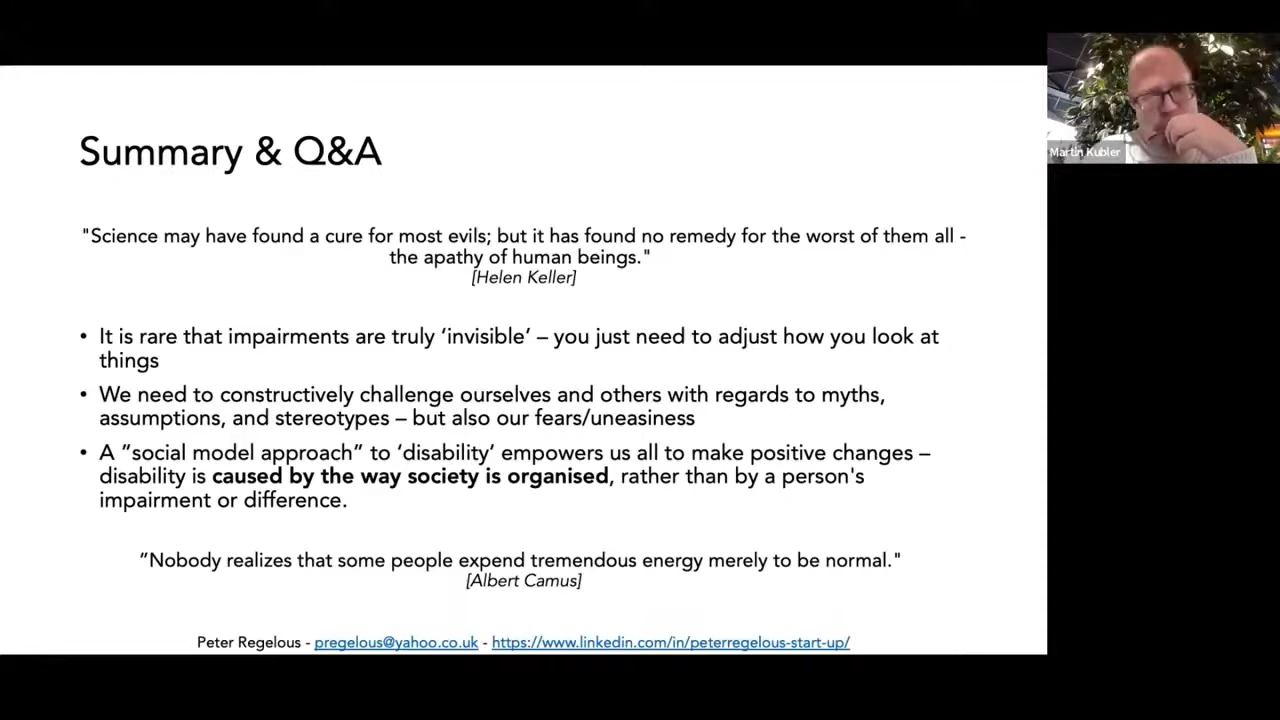 Summary & Q&A
"Science may have found a cure for most evils; but it has found no remedy for the worst of them all -
the apathy of human beings."
[Helen Keller]
• It is rare that impairments are truly ‘invisible’ – you just need to adjust how you look at
things
• We need to constructively challenge ourselves and others with regards to myths,
assumptions, and stereotypes – but also our fears/uneasiness
• A ”social model approach” to ‘disability’ empowers us all to make positive changes –
disability is caused by the way society is organised, rather than by a person's
impairment or difference.
”Nobody realizes that some people expend tremendous energy merely to be normal."
[Albert Camus]
Peter Regelous - pregelous@yahoo.co.uk - https://www.linkedin.com/in/peterregelous-start-up/
Martin Kubler